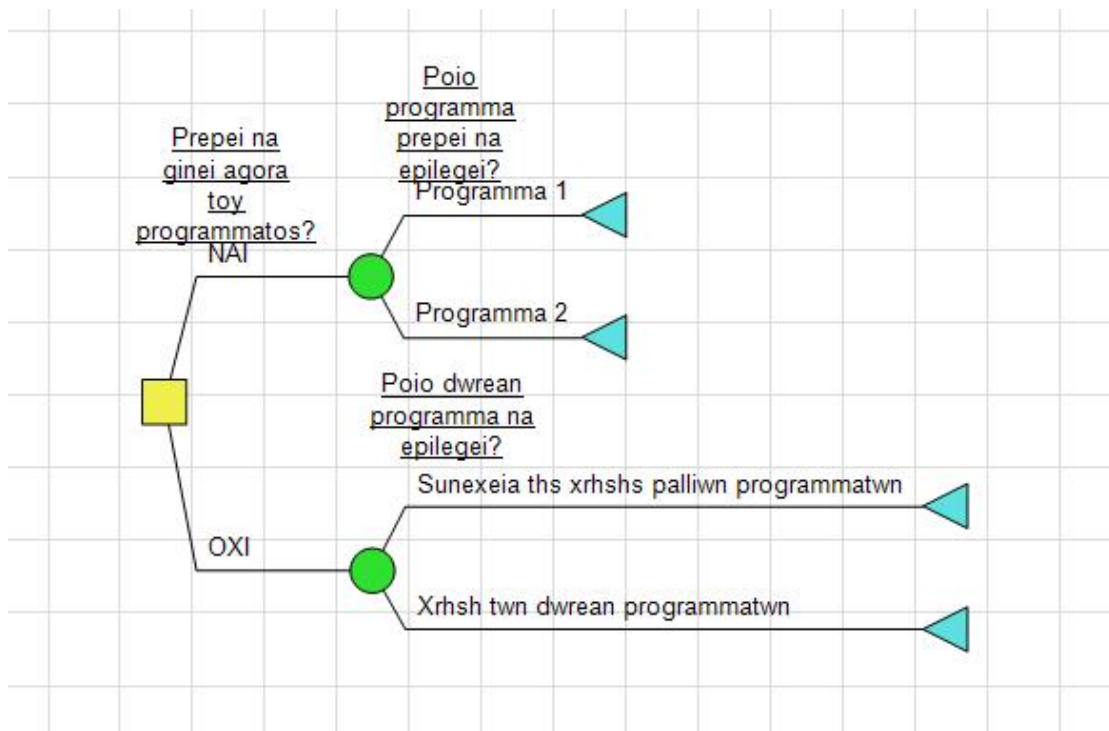 Poio
programma
prepei na
epilegei?
Prepei na
ginei agora
toy
programmatos?
Programma 1
NAI
Programma 2
Poio dwrean
programma na
epilegei?
Sunexeia ths xrhshs palliwn programmatwn
OXI
Xrhsh twn dwrean programmatwn